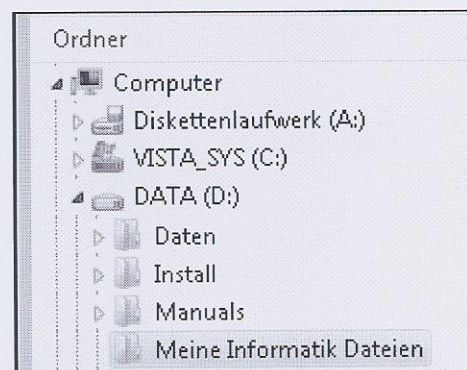 Ordner
Computer
Diskettenlaufwerk (A:)
VISTA_SYS (C:)
DATA (D:)
Daten
Install
Manuals
Meine Informatik Dateien